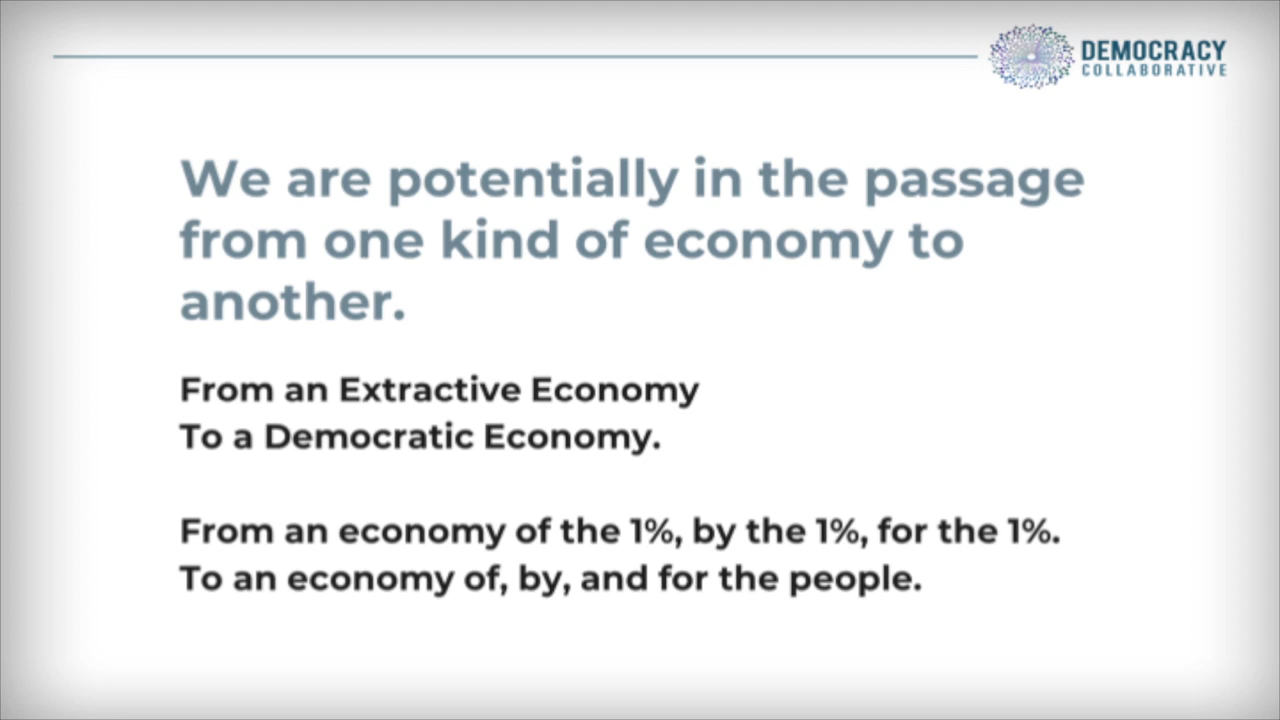 DEMOCRACY
COLLABORATIVE
We are potentially in the passage
from one kind of economy to
another.
From an Extractive Economy
To a Democratic Economy.
From an economy of the 1%, by the 1%, for the 1%.
To an economy of, by, and for the people.